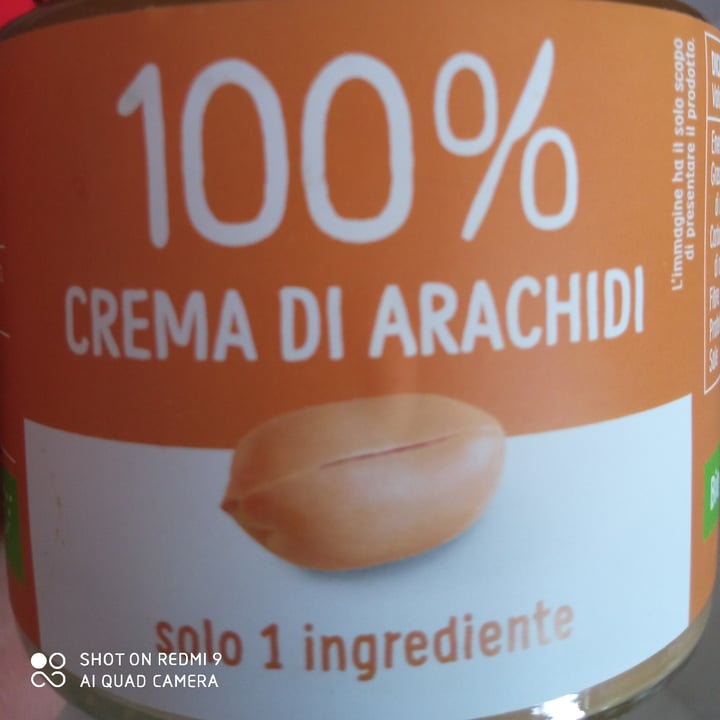 100%
CREMA DI ARACHIDI
solo 1 ingrediente
L'immagine ha il solo scopo
di presentare il prodotto.
SHOT ON REDMI 9
AI QUAD CAMERA